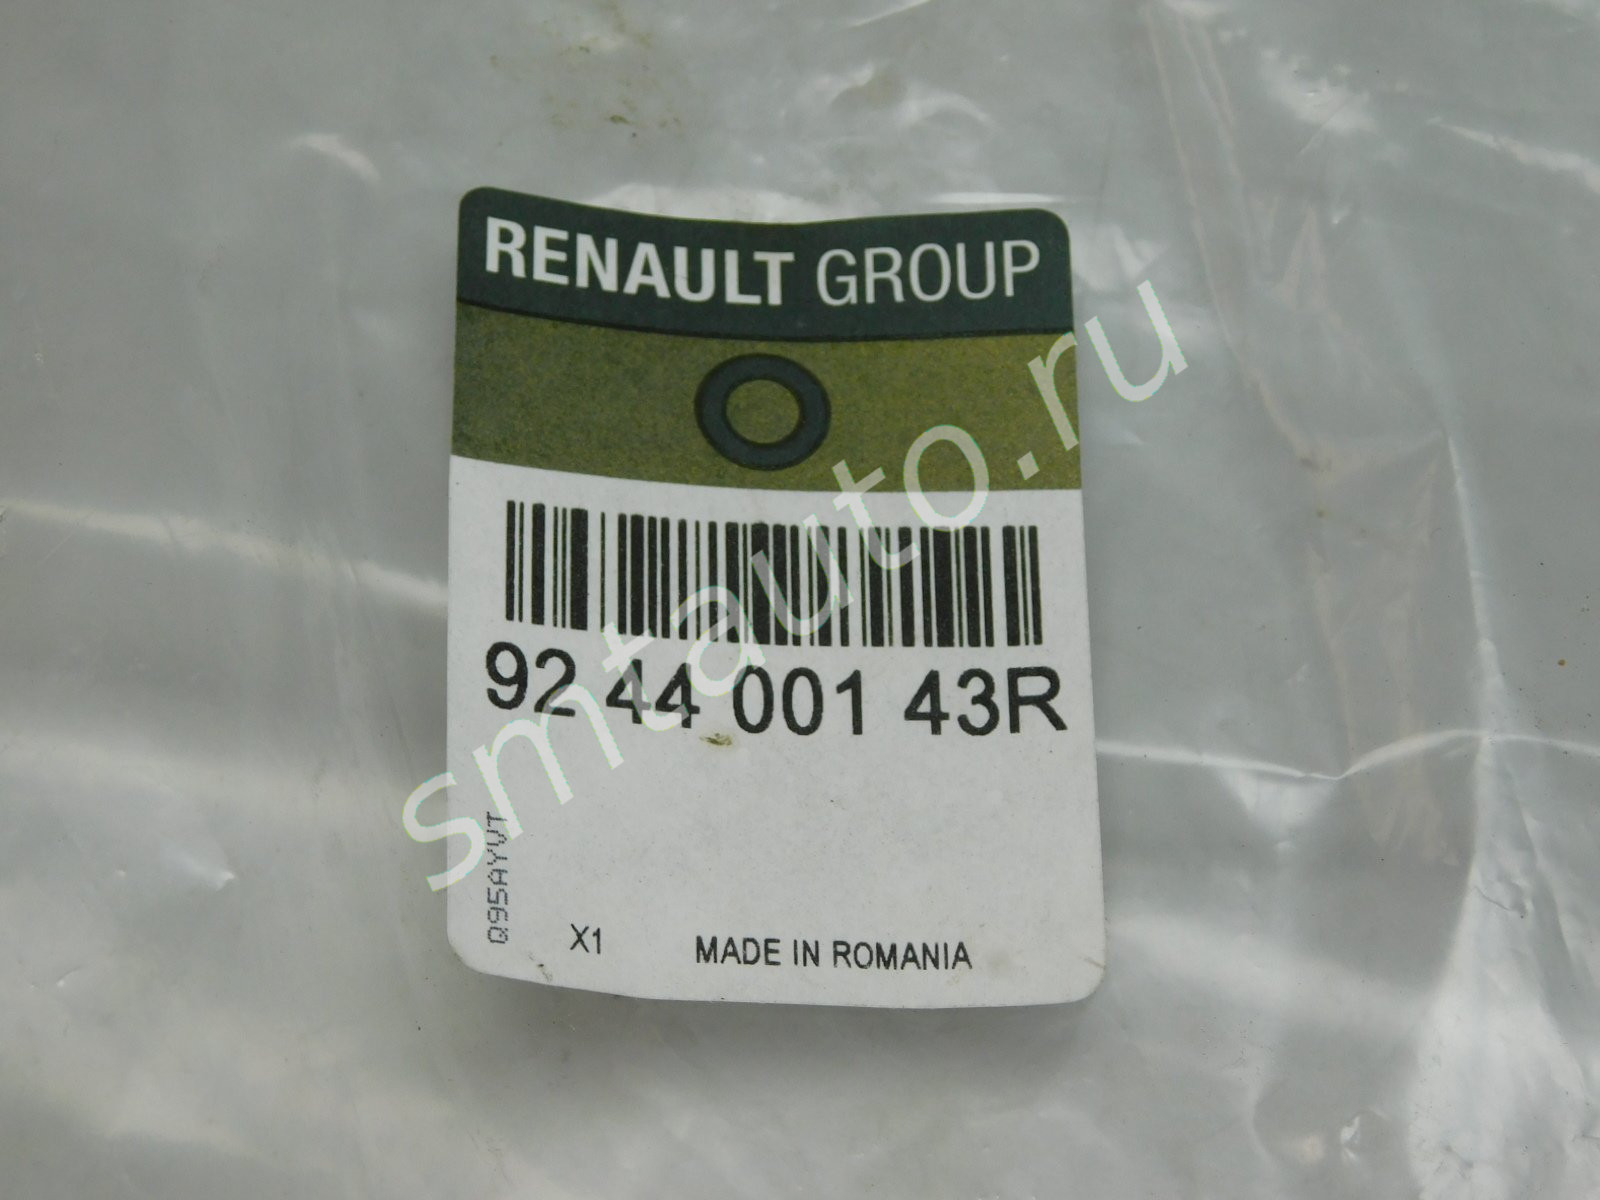 RENAULT GROUP
92 44 001 43R
Q95AYVT
X1 MADE IN ROMANIA
smtauto.ru